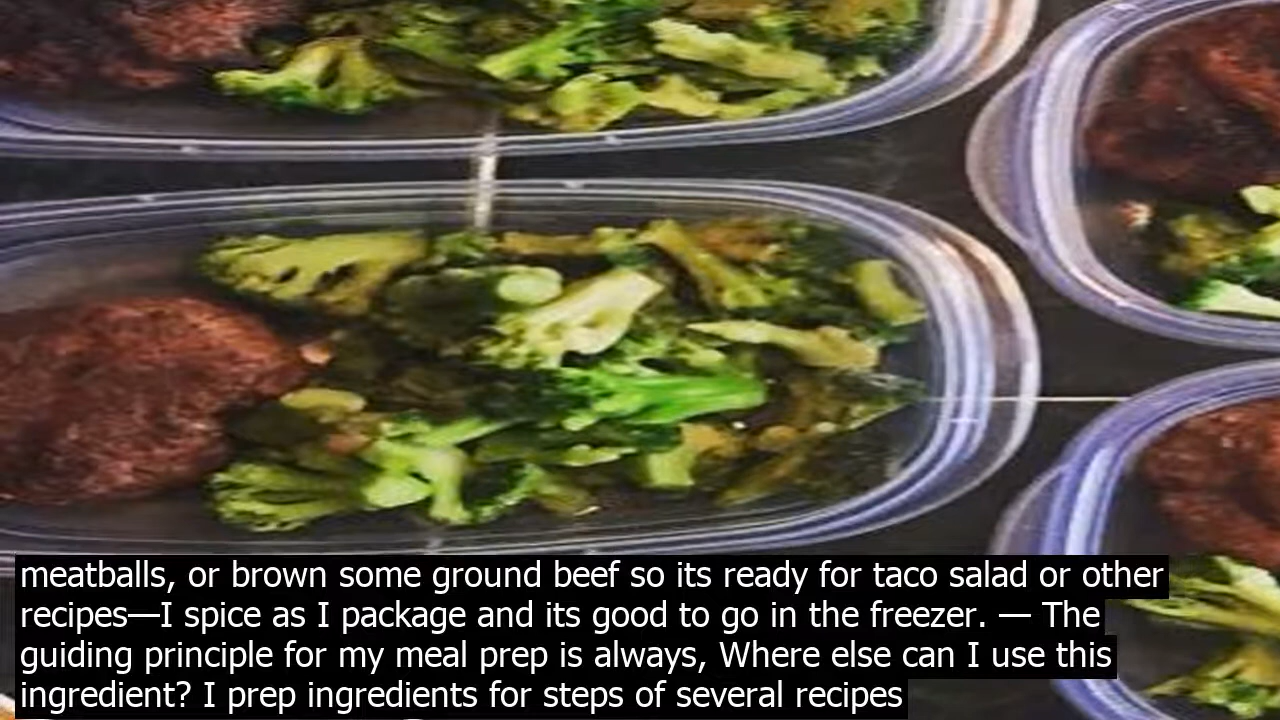 meatballs, or brown some ground beef so its ready for taco salad or other
recipes—I spice as I package and its good to go in the freezer. — The
guiding principle for my meal prep is always, Where else can I use this
ingredient? I prep ingredients for steps of several recipes